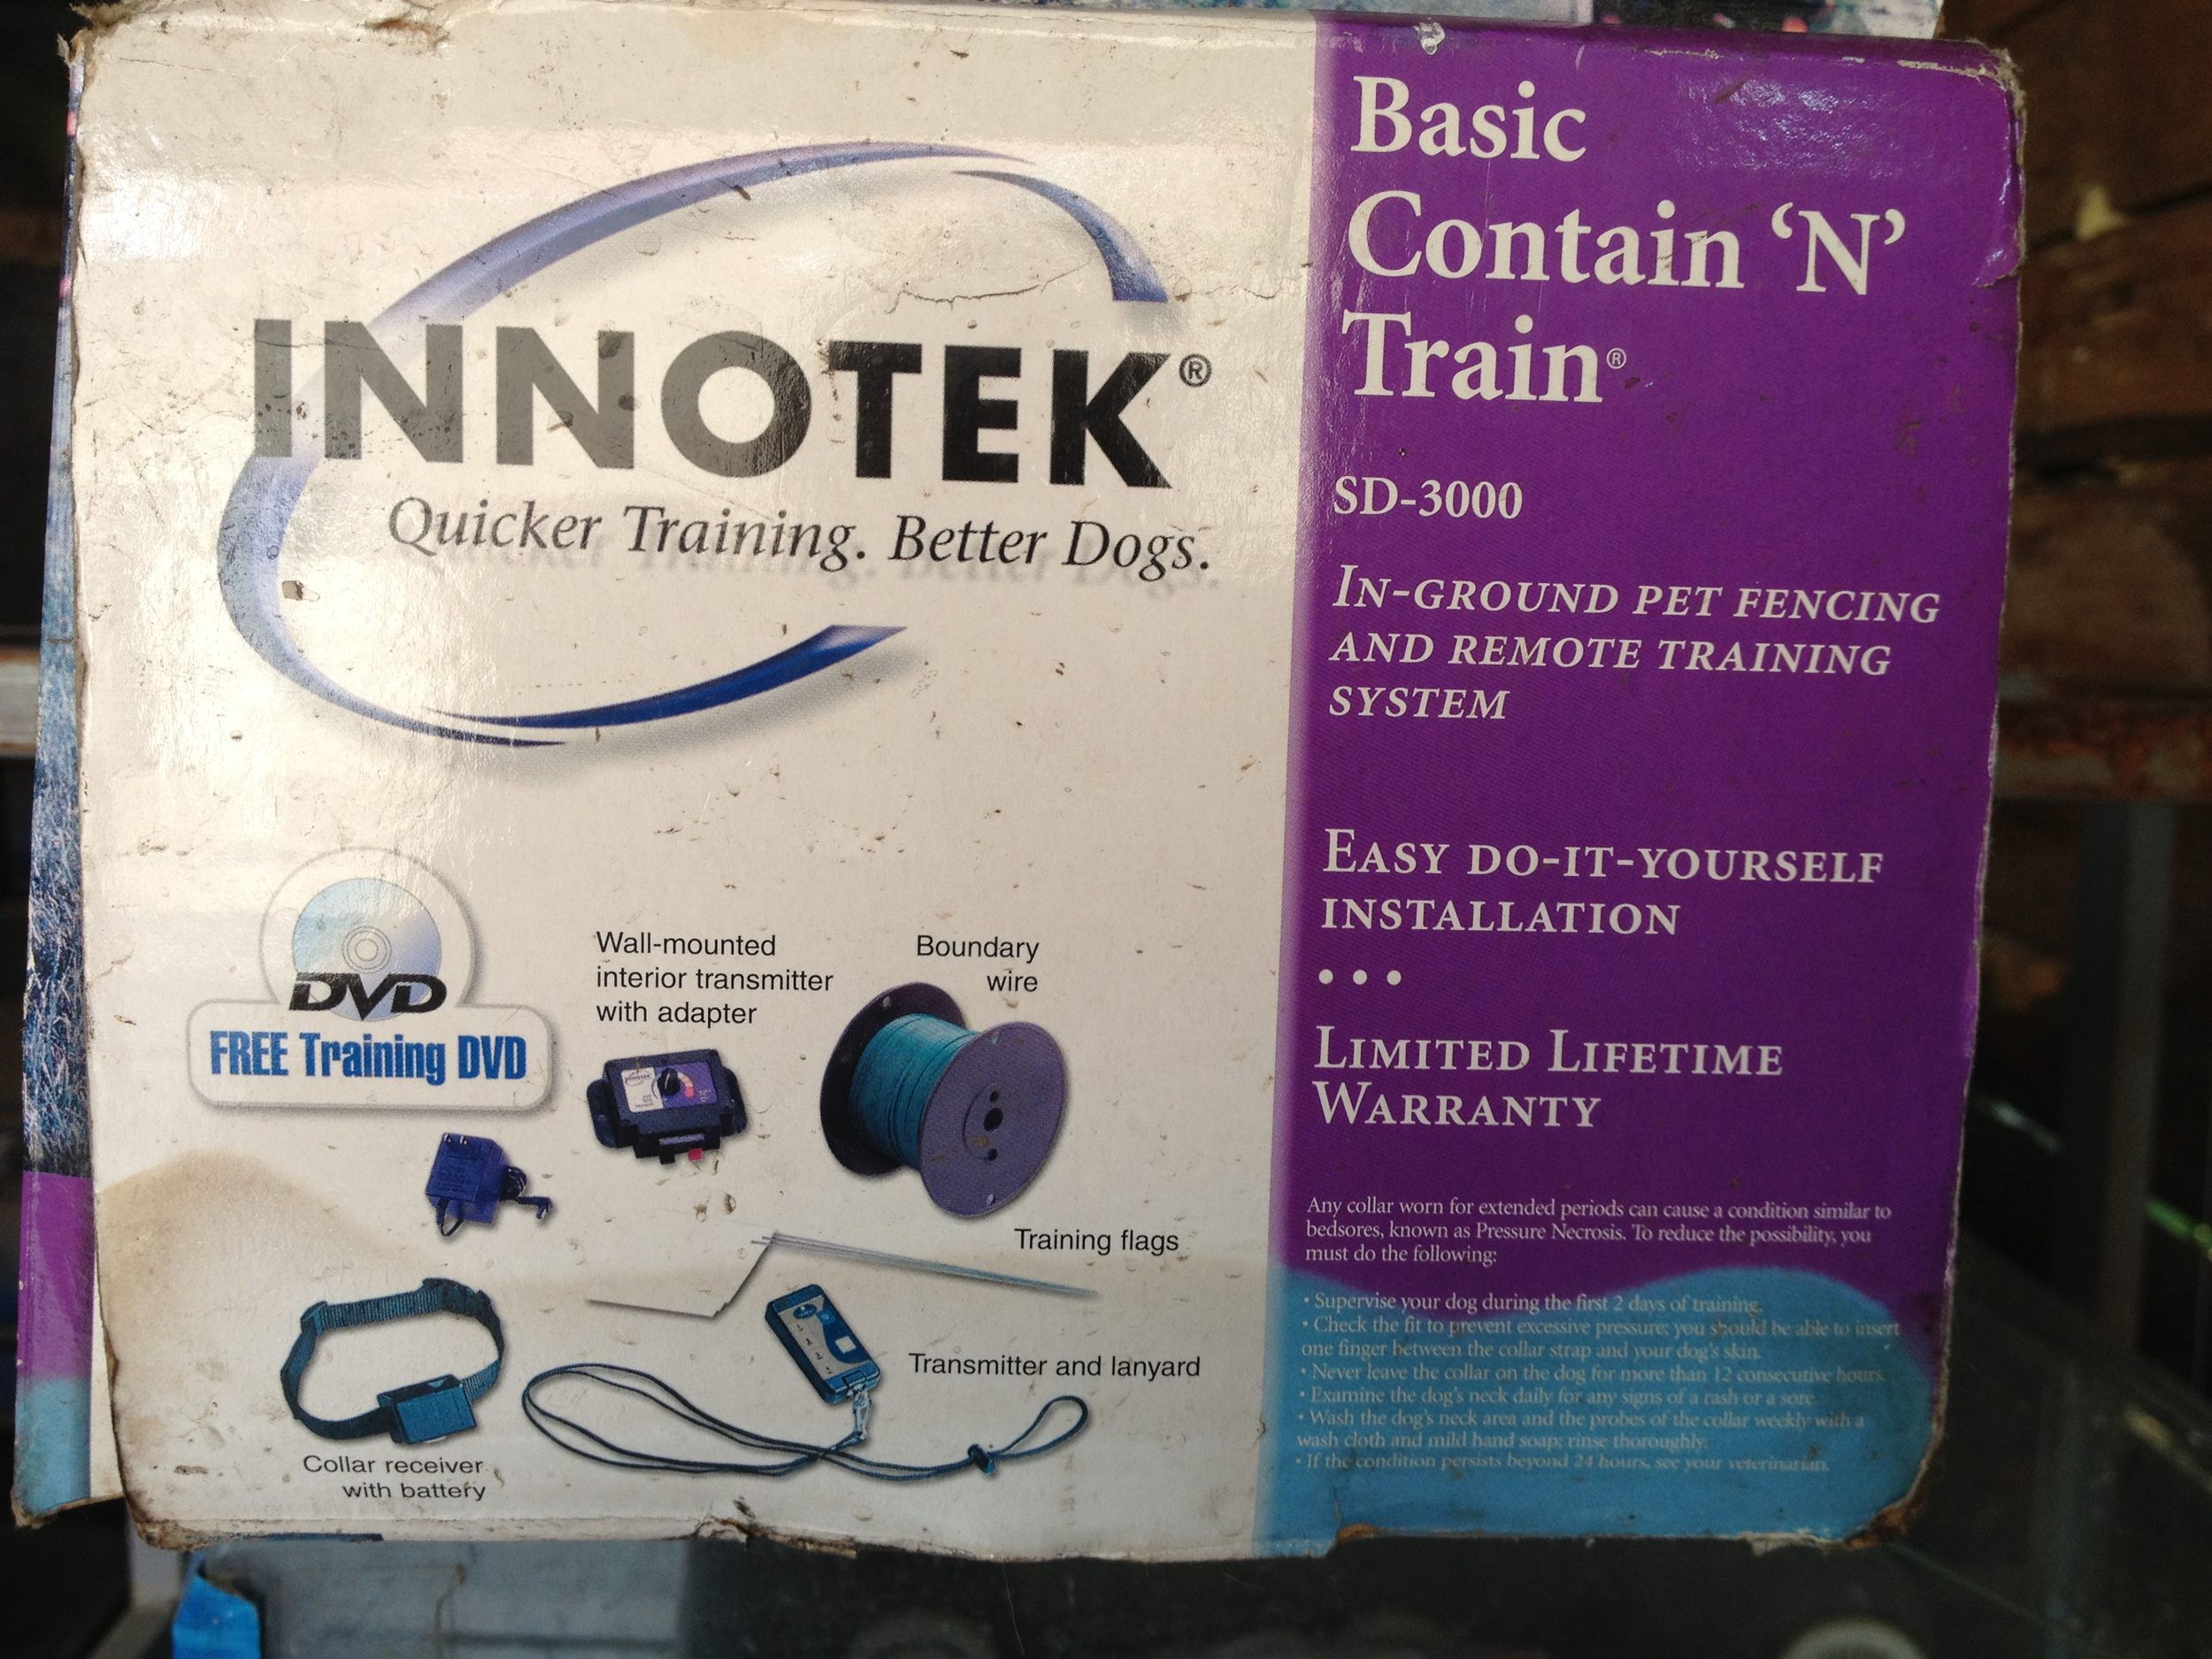 INNOTEK®
Quicker Training. Better Dogs.
DVD
FREE Training DVD
Wall-mounted
interior transmitter
with adapter
Boundary
wire
Training flags
Transmitter and lanyard
Collar receiver
with battery
Basic
Contain ‘N’
Train®
SD-3000
IN-GROUND PET FENCING
AND REMOTE TRAINING
SYSTEM
EASY DO-IT-YOURSELF
INSTALLATION
• • •
LIMITED LIFETIME
WARRANTY
Any collar worn for extended periods can cause a condition similar to
bedsores, known as Pressure Necrosis. To reduce the possibility, you
must do the following:
• Supervise your dog during the first 2 days of training.
• Check the fit to prevent excessive pressure; you should be able to insert
one finger between the collar strap and your dog's skin.
• Never leave the collar on the dog for more than 12 consecutive hours.
• Examine the dog's neck daily for any signs of a rash or a sore.
• Wash the dog's neck area and the probes of the collar weekly with a
wash cloth and mild hand soap; rinse thoroughly.
• If the condition persists beyond 24 hours, see your veterinarian.